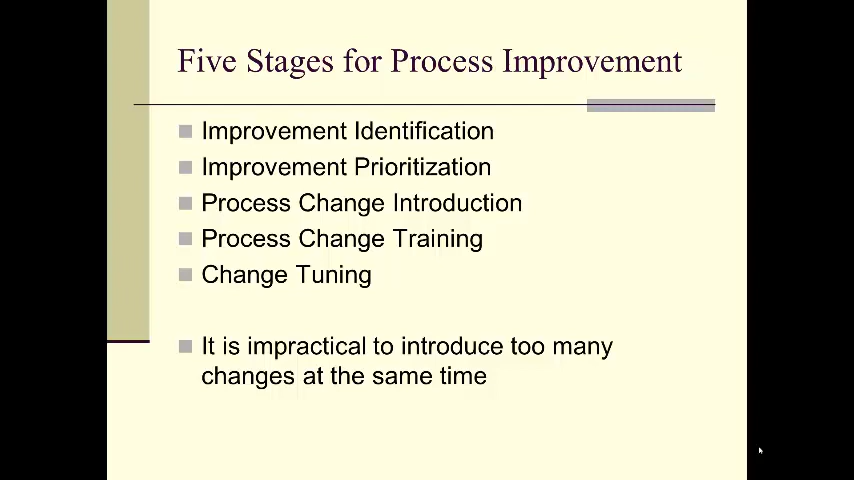 Five Stages for Process Improvement
Improvement Identification
Improvement Prioritization
Process Change Introduction
Process Change Training
Change Tuning
It is impractical to introduce too many
changes at the same time